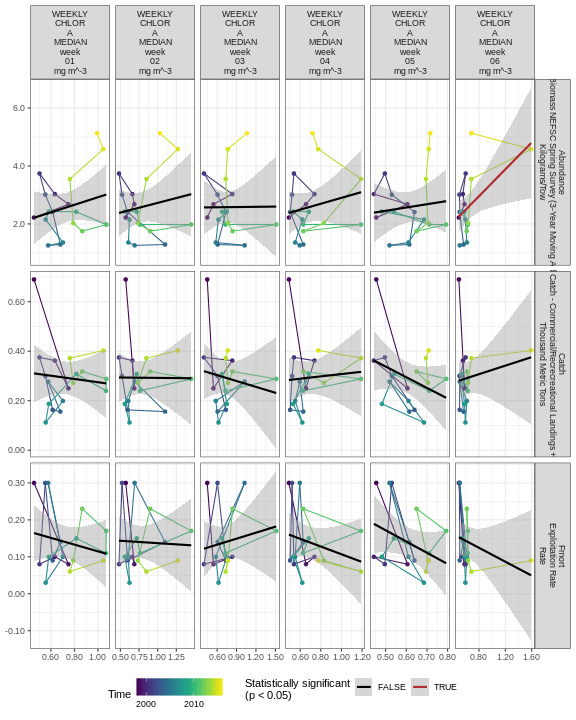 WEEKLY
CHLOR
A
MEDIAN
week
01
mg m^-3
WEEKLY
CHLOR
A
MEDIAN
week
02
mg m^-3
WEEKLY
CHLOR
A
MEDIAN
week
03
mg m^-3
WEEKLY
CHLOR
A
MEDIAN
week
04
mg m^-3
WEEKLY
CHLOR
A
MEDIAN
week
05
mg m^-3
WEEKLY
CHLOR
A
MEDIAN
week
06
mg m^-3
6.0
4.0
2.0
Abundance
Biomass NEFSC Spring Survey (3-Year Moving
Kilograms/Tow
0.60
0.40
0.20
0.00
Catch
Catch - Commercial/Recreational Landings +
Thousand Metric Tons
0.30
0.20
0.10
0.00
-0.10
Fmort
Exploitation Rate
Rate
0.60 0.80 1.00
0.50 0.75 1.00 1.25
0.60 0.90 1.20 1.50
0.60 0.80 1.00 1.20
0.50 0.60 0.70 0.80
0.80 1.20 1.60
Time
2000 2010
Statistically significant
(p < 0.05)
FALSE
TRUE